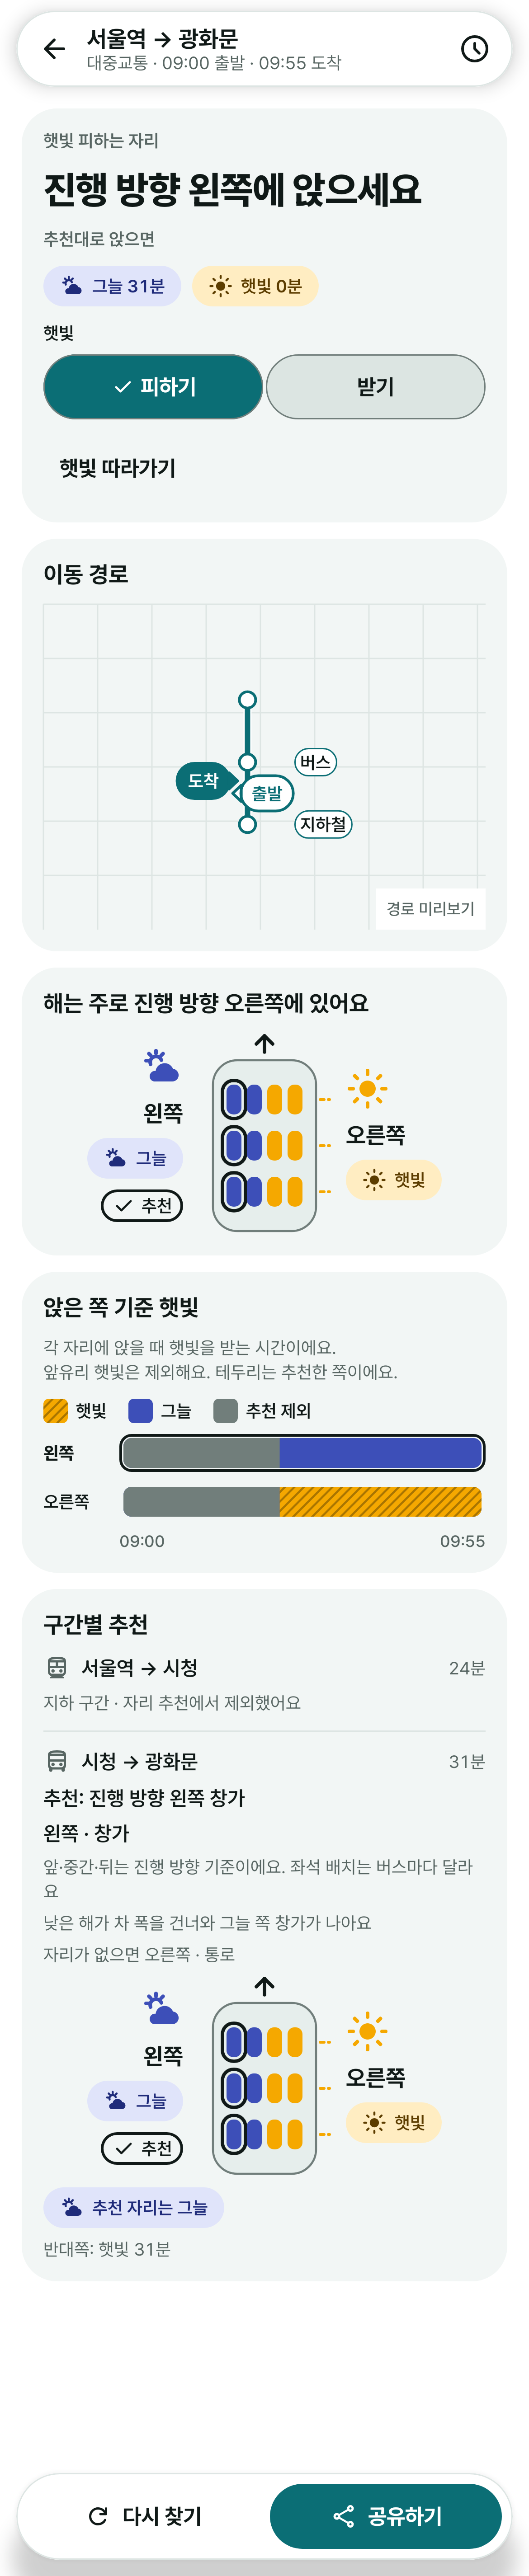 서울역 → 광화문
대중교통 · 09:00 출발 · 09:55 도착
햇빛 피하는 자리
진행 방향 왼쪽에 앉으세요
추천대로 앉으면
그늘 31분
햇빛 0분
햇빛
피하기
받기
햇빛 따라가기
이동 경로
버스
도착
출발
지하철
경로 미리보기
해는 주로 진행 방향 오른쪽에 있어요
왼쪽
그늘
추천
오른쪽
햇빛
앉은 쪽 기준 햇빛
각 자리에 앉을 때 햇빛을 받는 시간이에요.
앞유리 햇빛은 제외해요. 테두리는 추천한 쪽이에요.
햇빛 그늘 추천 제외
왼쪽
오른쪽
09:00 09:55
구간별 추천
서울역 → 시청 24분
지하 구간 · 자리 추천에서 제외했어요
시청 → 광화문 31분
추천: 진행 방향 왼쪽 창가
왼쪽 · 창가
앞·중간·뒤는 진행 방향 기준이에요. 좌석 배치는 버스마다 달라
요
낮은 해가 차 폭을 건너와 그늘 쪽 창가가 나아요
자리가 없으면 오른쪽 · 통로
왼쪽
그늘
추천
오른쪽
햇빛
추천 자리는 그늘
반대쪽: 햇빛 31분
다시 찾기
공유하기